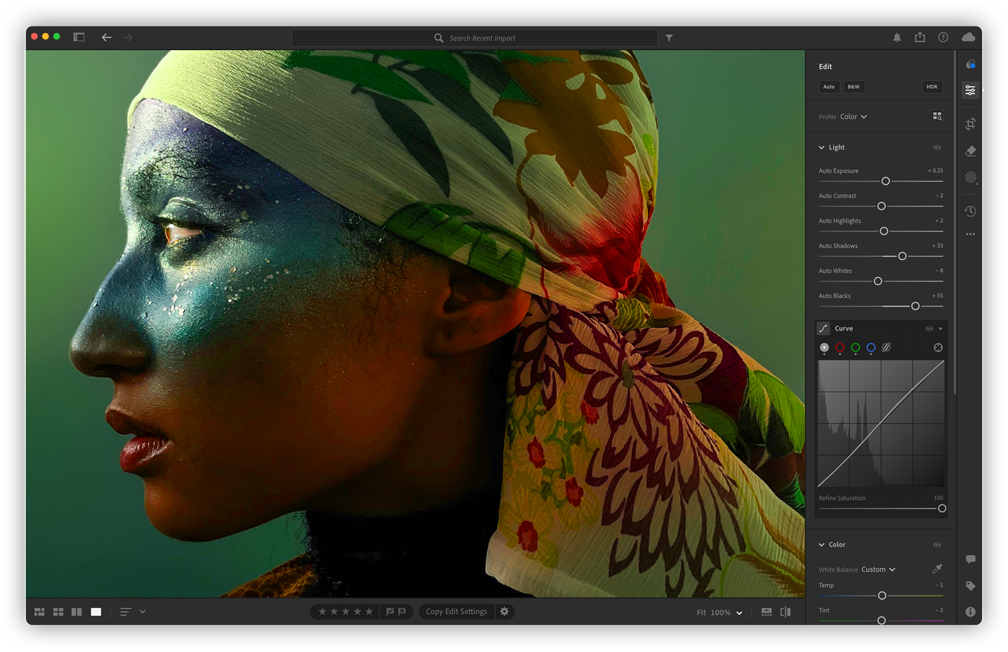 Search Recent Import
Edit
Auto B&W HDR
Profile Color
Light
Auto Exposure + 0.25
Auto Contrast – 2
Auto Highlights + 2
Auto Shadows + 33
Auto Whites – 8
Auto Blacks + 55
Curve
Refine Saturation 100
Color
White Balance Custom
Temp – 1
Tint – 2
Copy Edit Settings
Fit 100%